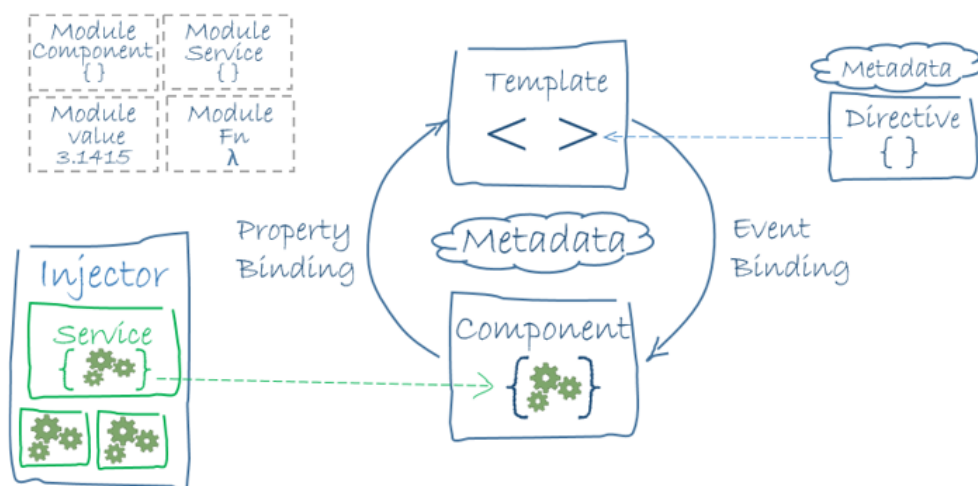 Module
Component
{ }
Module
Service
{ }
Module
value
3.1415
Module
Fn
λ
Template
< >
Metadata
Directive
{ }
Property
Binding
Metadata
Event
Binding
Injector
Service
{ }
Component
{ }